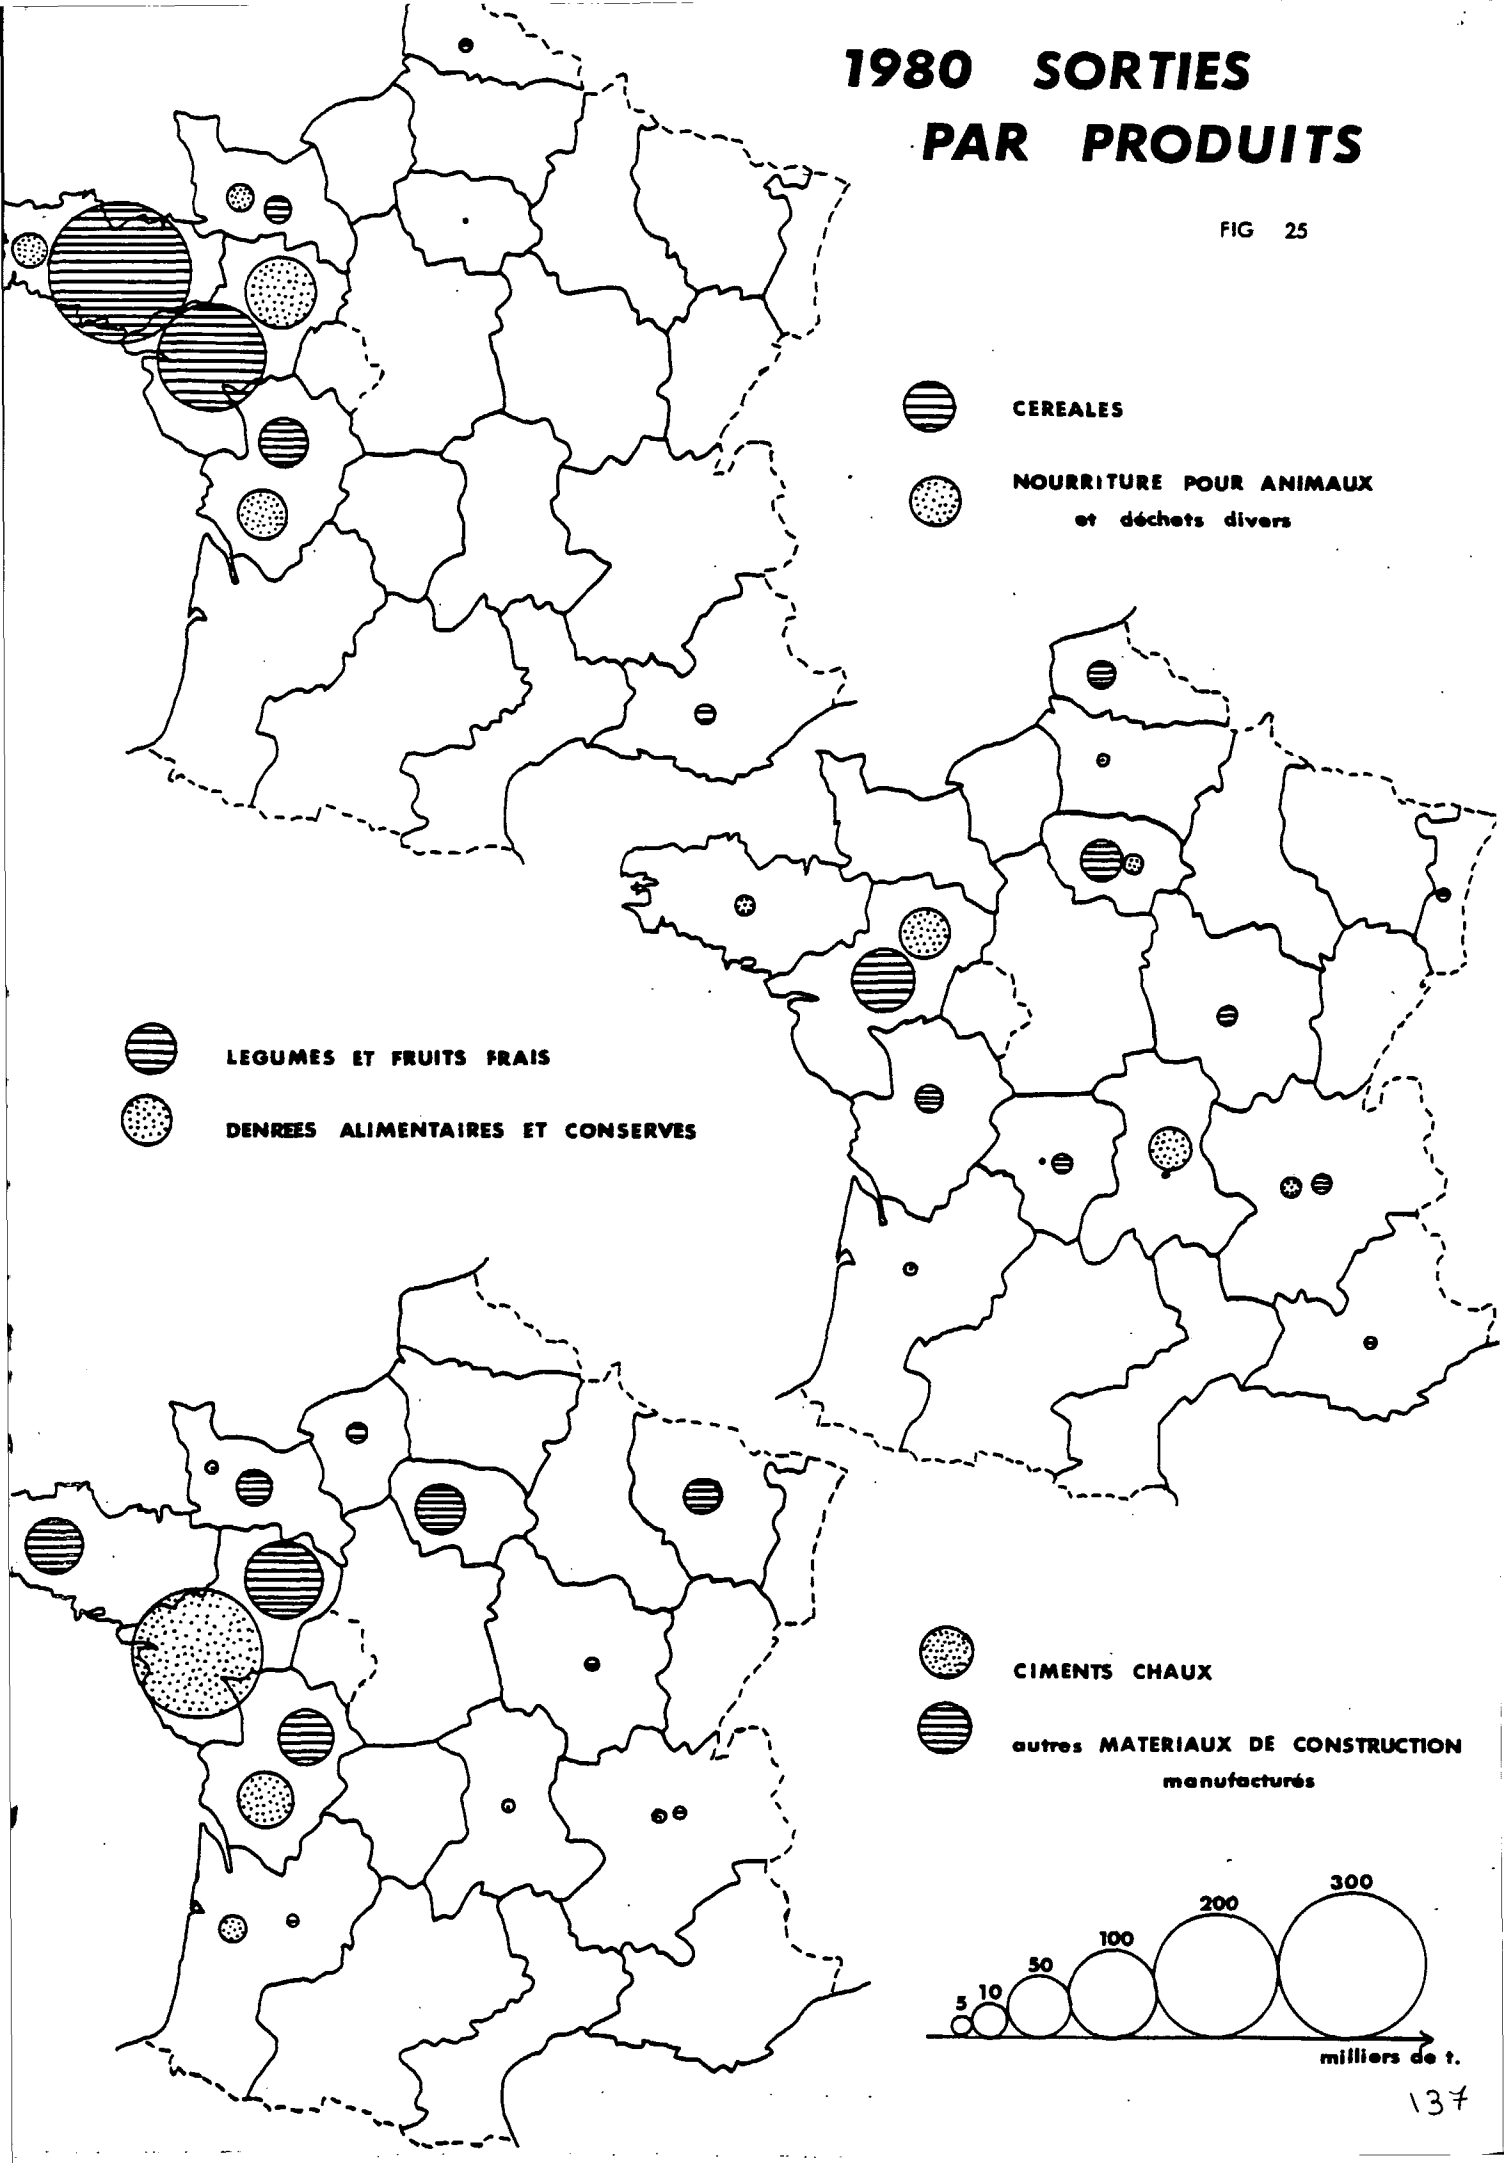 1980 SORTIES
PAR PRODUITS
FIG 25
CEREALES
NOURRITURE POUR ANIMAUX
et déchets divers
LEGUMES ET FRUITS FRAIS
DENREES ALIMENTAIRES ET CONSERVES
CIMENTS CHAUX
autres MATERIAUX DE CONSTRUCTION
manufacturés
5 10 50 100 200 300
milliers de t.
137